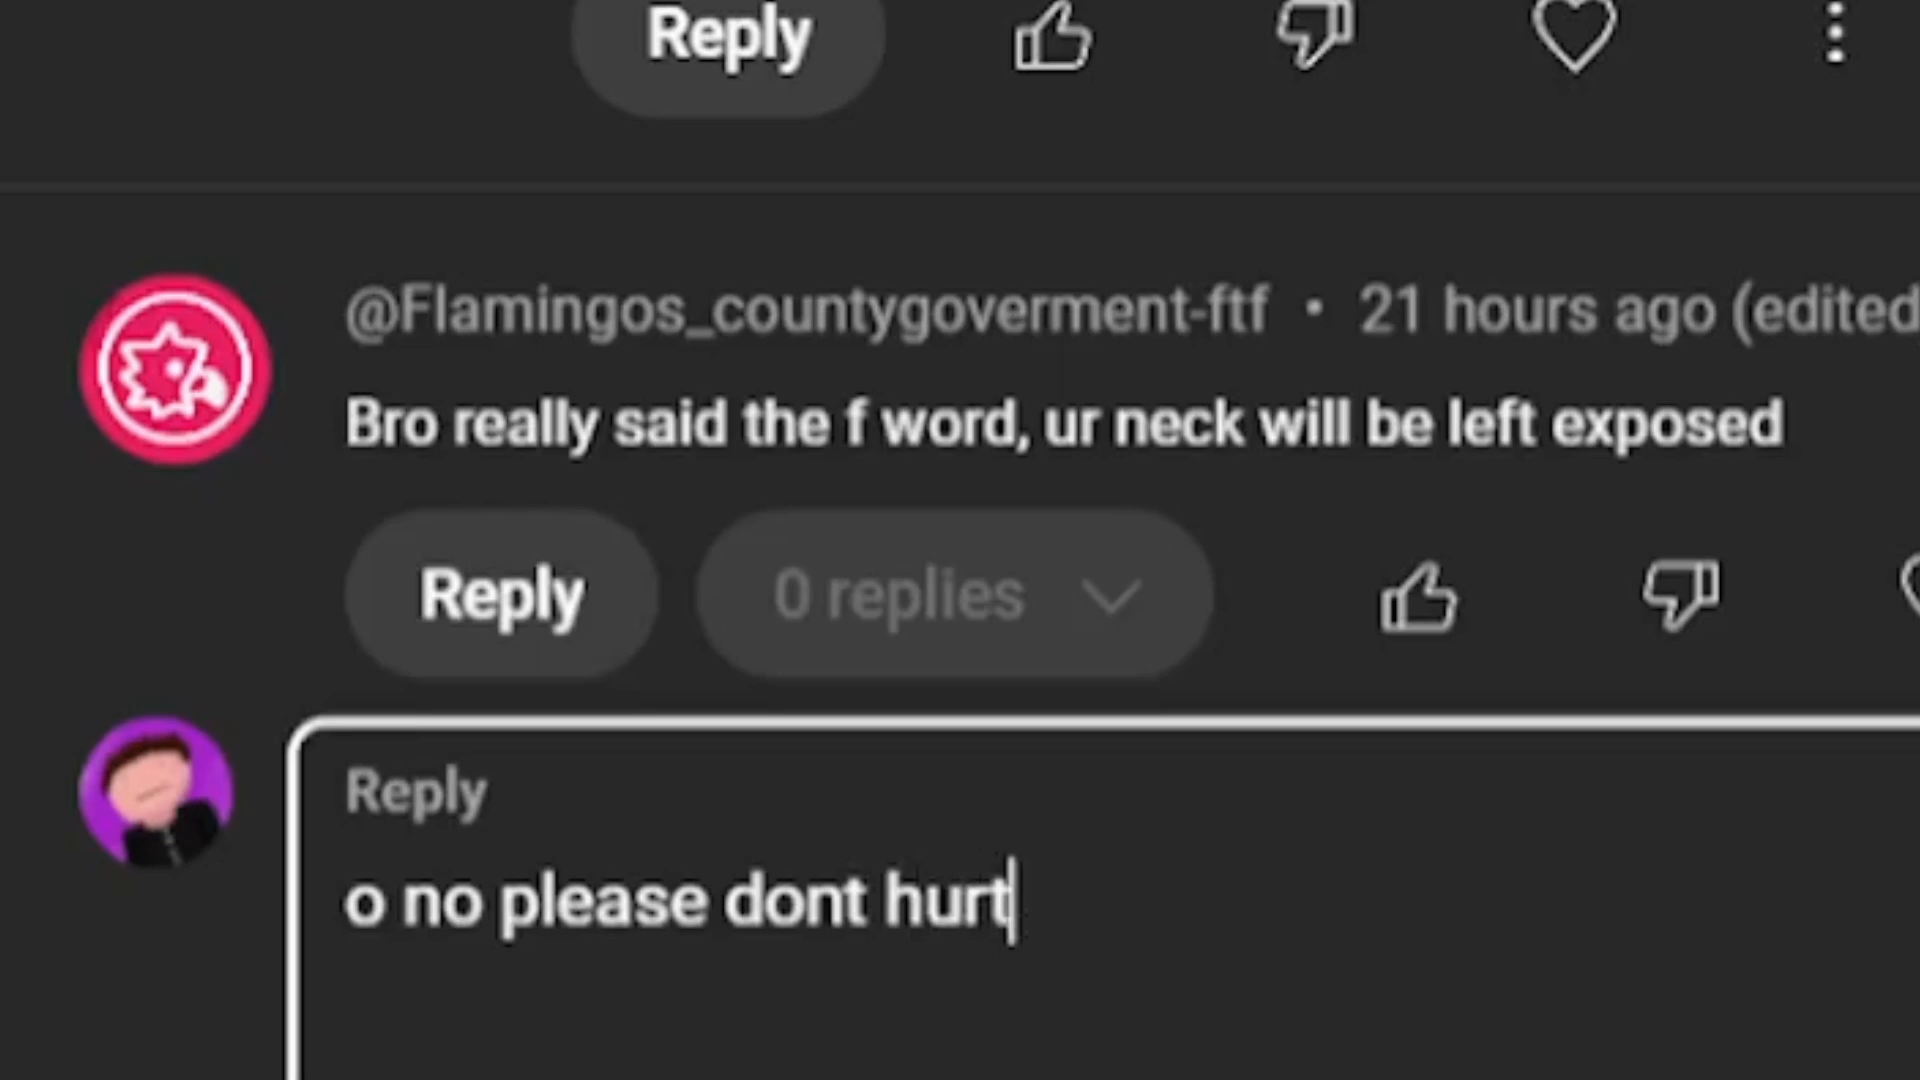 Reply
@Flamingos_countygoverment-ftf • 21 hours ago (edited
Bro really said the f word, ur neck will be left exposed
Reply 0 replies
Reply
o no please dont hurt